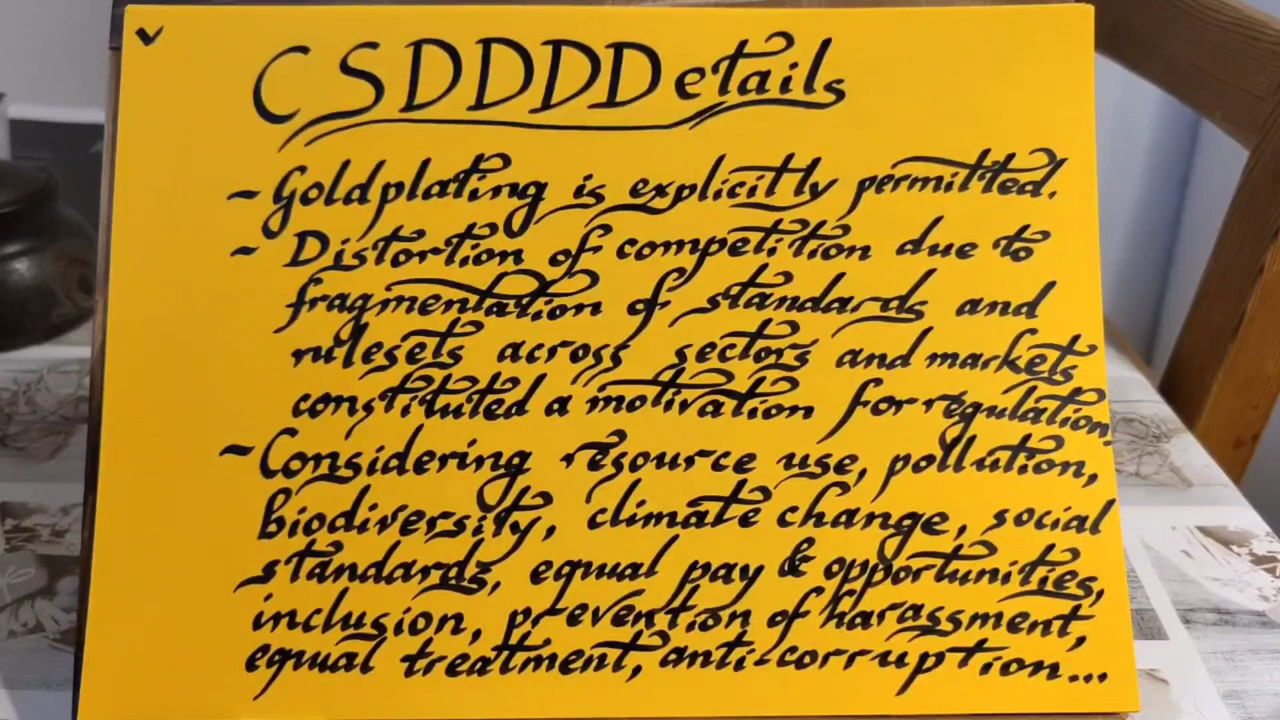 CSDDDDetails
~ Goldplating is explicitly permitted.
~ Distortion of competition due to
fragmentation of standards and
rulesets across sectors and markets
constituted a motivation for regulation.
~ Considering resource use, pollution,
biodiversity, climate change, social
standards, equal pay & opportunities,
inclusion, prevention of harassment,
equal treatment, anti-corruption...